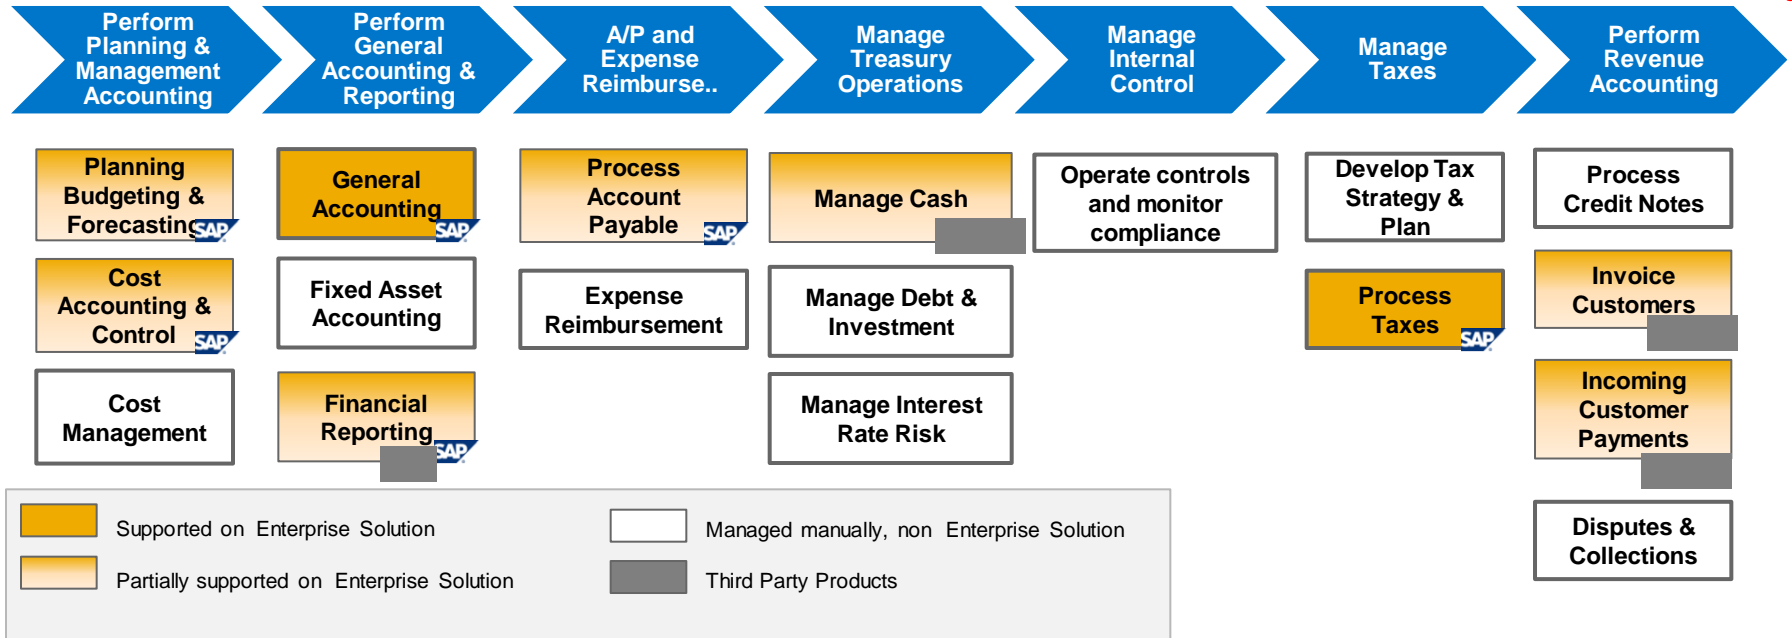 Perform
Planning &
Management
Accounting
Perform
General
Accounting &
Reporting
A/P and
Expense
Reimburse..
Manage
Treasury
Operations
Manage
Internal
Control
Manage
Taxes
Perform
Revenue
Accounting
Planning
Budgeting &
Forecasting
SAP
Cost
Accounting &
Control
SAP
Cost
Management
General
Accounting
SAP
Fixed Asset
Accounting
Financial
Reporting
SAP
Process
Account
Payable
SAP
Expense
Reimbursement
Manage Cash
Manage Debt &
Investment
Manage Interest
Rate Risk
Operate controls
and monitor
compliance
Develop Tax
Strategy &
Plan
Process
Taxes
SAP
Process
Credit Notes
Invoice
Customers
Incoming
Customer
Payments
Disputes &
Collections
Supported on Enterprise Solution
Partially supported on Enterprise Solution
Managed manually, non Enterprise Solution
Third Party Products